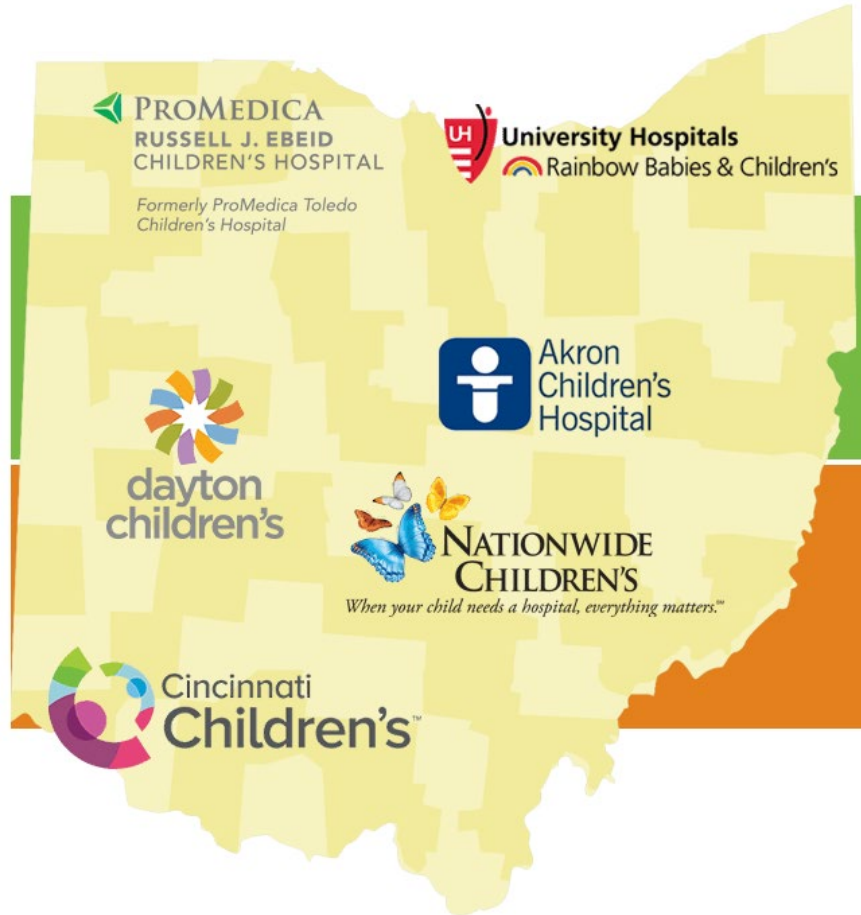 PROMEDICA
RUSSELL J. EBEID
CHILDREN'S HOSPITAL
Formerly ProMedica Toledo
Children's Hospital
UH
University Hospitals
Rainbow Babies & Children's
Akron
Children's
Hospital
dayton
children's
NATIONWIDE
CHILDREN'S
When your child needs a hospital, everything matters.℠
Cincinnati
Children's™